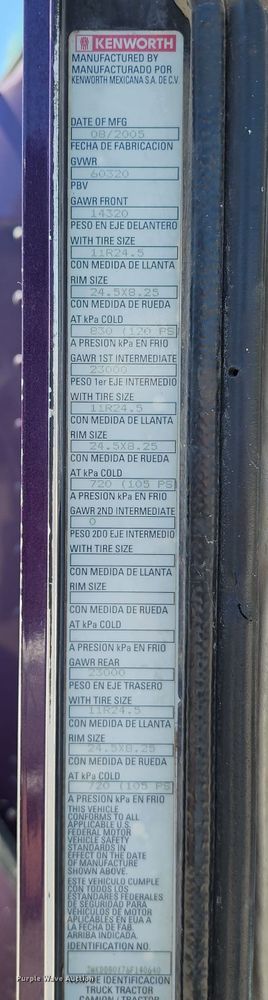 KENWORTH
MANUFACTURED BY
MANUFACTURADO POR
KENWORTH MEXICANA S.A. DE C.V.
DATE OF MFG
08/2005
FECHA DE FABRICACION
GVWR
60320
PBV
GAWR FRONT
14320
PESO EN EJE DELANTERO
WITH TIRE SIZE
11R24.5
CON MEDIDA DE LLANTA
RIM SIZE
24.5X8.25
CON MEDIDA DE RUEDA
AT kPa COLD
830 (120 PS
A PRESION kPa EN FRIO
GAWR 1ST INTERMEDIATE
23000
PESO 1er EJE INTERMEDIO
WITH TIRE SIZE
11R24.5
CON MEDIDA DE LLANTA
RIM SIZE
24.5X8.25
CON MEDIDA DE RUEDA
AT kPa COLD
720 (105 PS
A PRESION kPa EN FRIO
GAWR 2ND INTERMEDIATE
0
PESO 2DO EJE INTERMEDIO
WITH TIRE SIZE
CON MEDIDA DE LLANTA
RIM SIZE
CON MEDIDA DE RUEDA
AT kPa COLD
A PRESION kPa EN FRIO
GAWR REAR
23000
PESO EN EJE TRASERO
WITH TIRE SIZE
11R24.5
CON MEDIDA DE LLANTA
RIM SIZE
24.5X8.25
CON MEDIDA DE RUEDA
AT kPa COLD
720 (105 PS
A PRESION kPa EN FRIO
THIS VEHICLE
CONFORMS TO ALL
APPLICABLE U.S.
FEDERAL MOTOR
VEHICLE SAFETY
STANDARDS IN
EFFECT ON THE DATE
OF MANUFACTURE
SHOWN ABOVE.
ESTE VEHICULO CUMPLE
CON TODOS LOS
ESTANDARES FEDERALES
DE SEGURIDAD PARA
VEHICULOS DE MOTOR
APLICABLES EN EUA A
LA FECHA DE FAB.
ARRIBA INDICADA.
IDENTIFICATION NO.
DE IDENTIFICACION
TRUCK TRACTOR
CAMION / TRACTOR
Purple Wave Auction